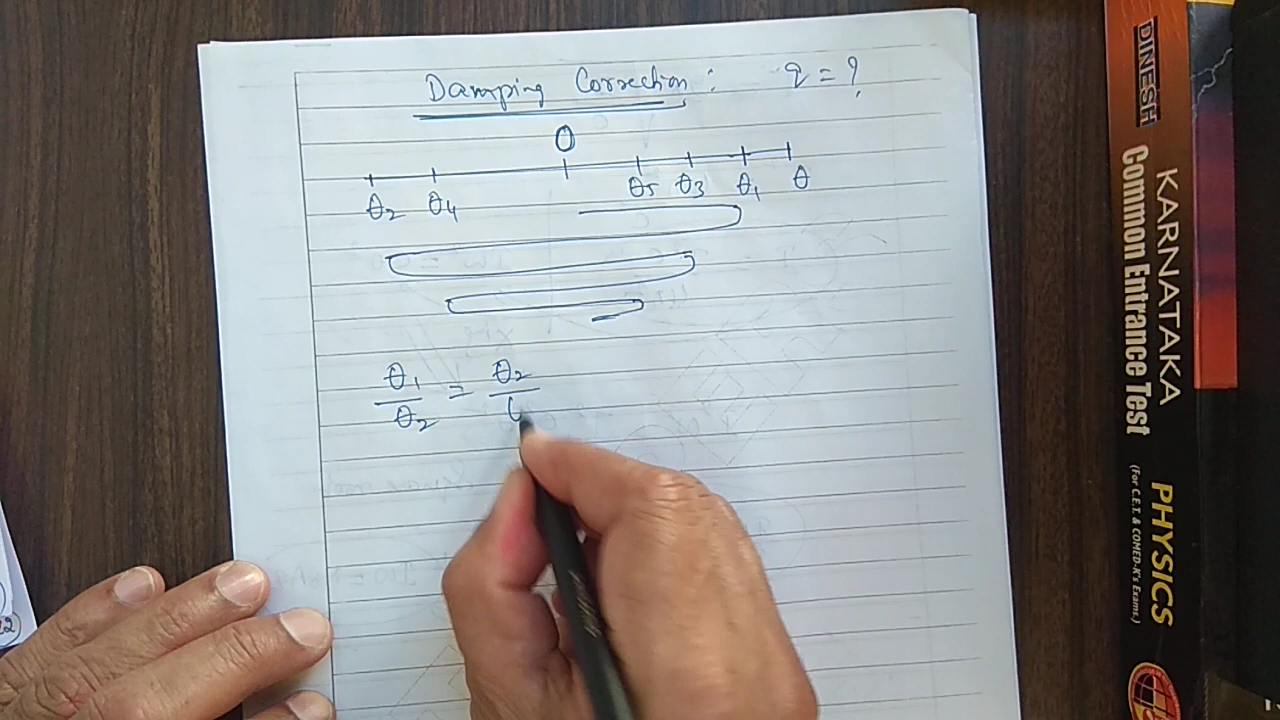 Damping Correction : q = ?
O
θ2 θ4 θ5 θ3 θ1 θ
θ1/θ2 = θ2/
DINESH
KARNATAKA
Common Entrance Test
(For C.E.T. & COMED-K's Exams.)
PHYSICS